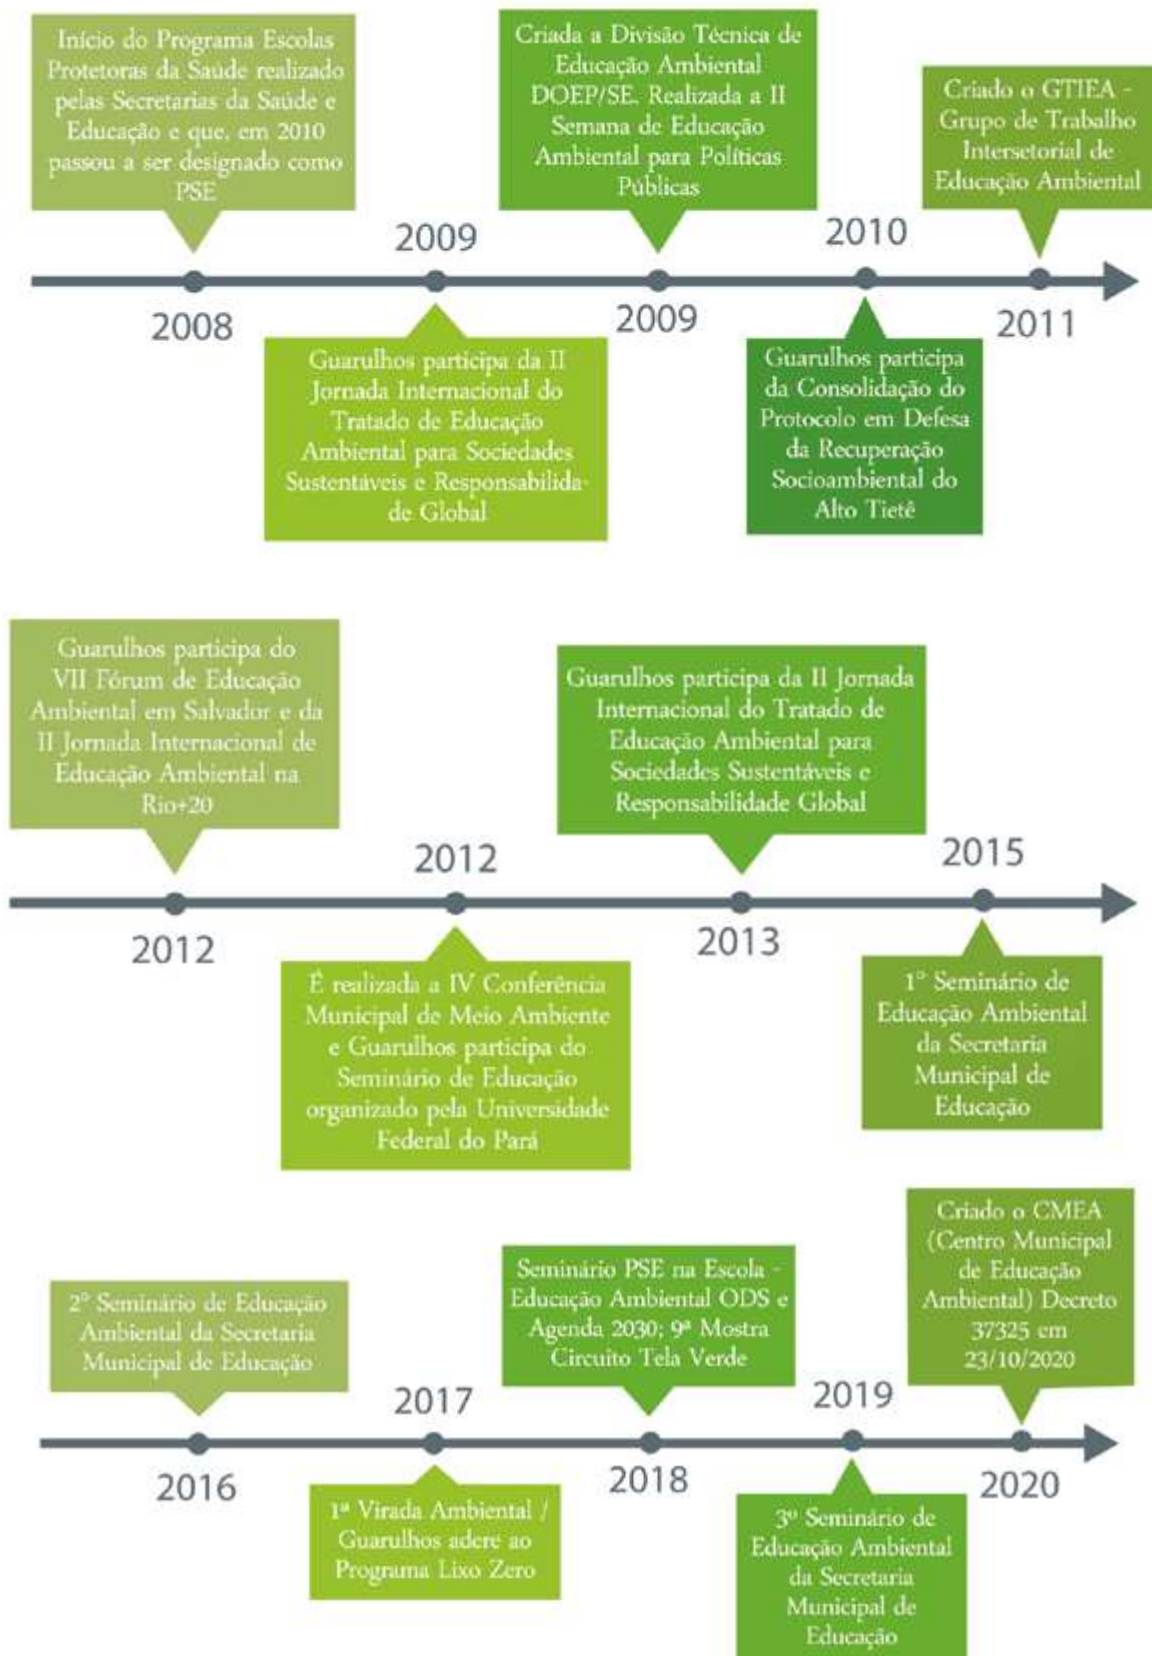 Início do Programa Escolas
Protetoras da Saúde realizado
pelas Secretarias da Saúde e
Educação e que, em 2010
passou a ser designado como
PSE
2008
2009
Guarulhos participa da II
Jornada Internacional do
Tratado de Educação
Ambiental para Sociedades
Sustentáveis e Responsabilida-
de Global
Criada a Divisão Técnica de
Educação Ambiental
DOEP/SE. Realizada a II
Semana de Educação
Ambiental para Políticas
Públicas
2009
2010
Guarulhos participa
da Consolidação do
Protocolo em Defesa
da Recuperação
Socioambiental do
Alto Tietê
Criado o GTIEA -
Grupo de Trabalho
Intersetorial de
Educação Ambiental
2011
Guarulhos participa do
VII Fórum de Educação
Ambiental em Salvador e da
II Jornada Internacional de
Educação Ambiental na
Rio+20
2012
2012
É realizada a IV Conferência
Municipal de Meio Ambiente
e Guarulhos participa do
Seminário de Educação
organizado pela Universidade
Federal do Pará
Guarulhos participa da II Jornada
Internacional do Tratado de
Educação Ambiental para
Sociedades Sustentáveis e
Responsabilidade Global
2013
2015
1° Seminário de
Educação Ambiental
da Secretaria
Municipal de
Educação
2° Seminário de Educação
Ambiental da Secretaria
Municipal de Educação
2016
2017
1ª Virada Ambiental /
Guarulhos adere ao
Programa Lixo Zero
Seminário PSE na Escola -
Educação Ambiental ODS e
Agenda 2030; 9ª Mostra
Circuito Tela Verde
2018
2019
3º Seminário de
Educação Ambiental
da Secretaria
Municipal de
Educação
Criado o CMEA
(Centro Municipal
de Educação
Ambiental) Decreto
37325 em
23/10/2020
2020